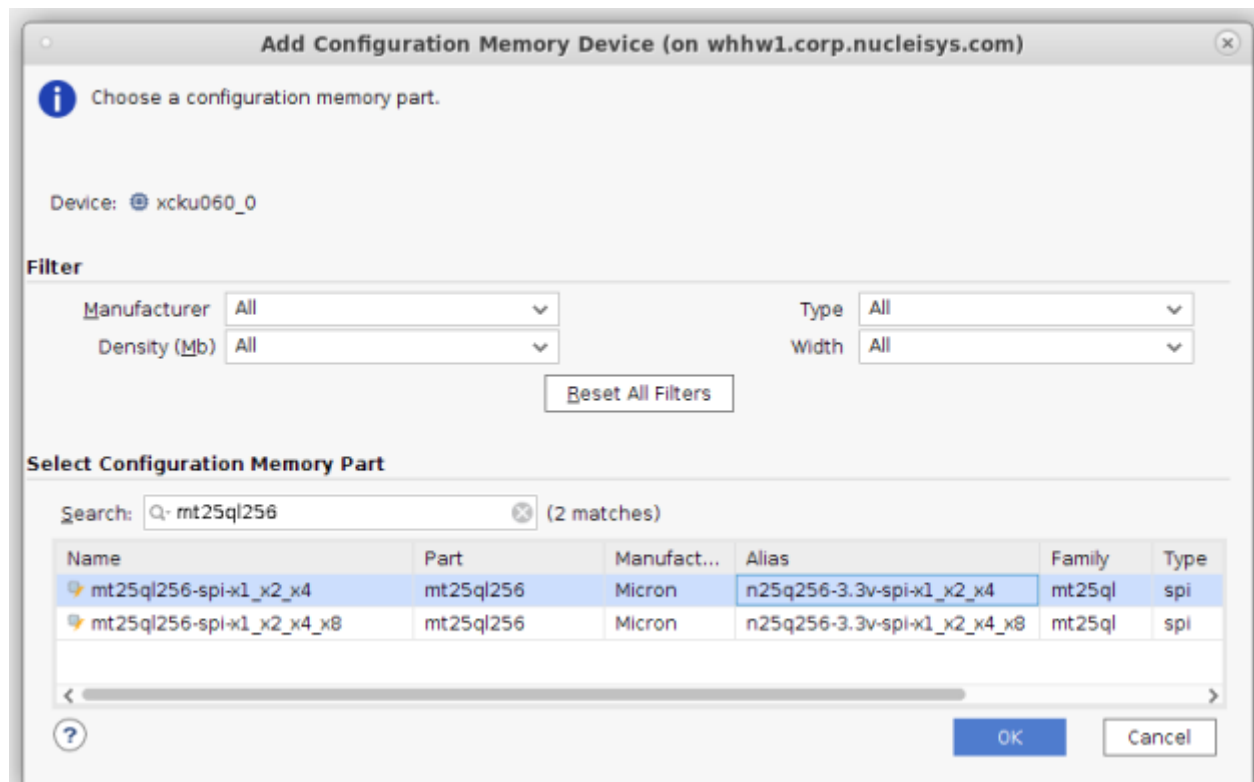 Add Configuration Memory Device (on whhw1.corp.nucleisys.com)
Choose a configuration memory part.
Device: xcku060_0
Filter
Manufacturer All Type All
Density (Mb) All Width All
Reset All Filters
Select Configuration Memory Part
Search: mt25ql256 (2 matches)
Name Part Manufact... Alias Family Type
mt25ql256-spi-x1_x2_x4 mt25ql256 Micron n25q256-3.3v-spi-x1_x2_x4 mt25ql spi
mt25ql256-spi-x1_x2_x4_x8 mt25ql256 Micron n25q256-3.3v-spi-x1_x2_x4_x8 mt25ql spi
? OK Cancel